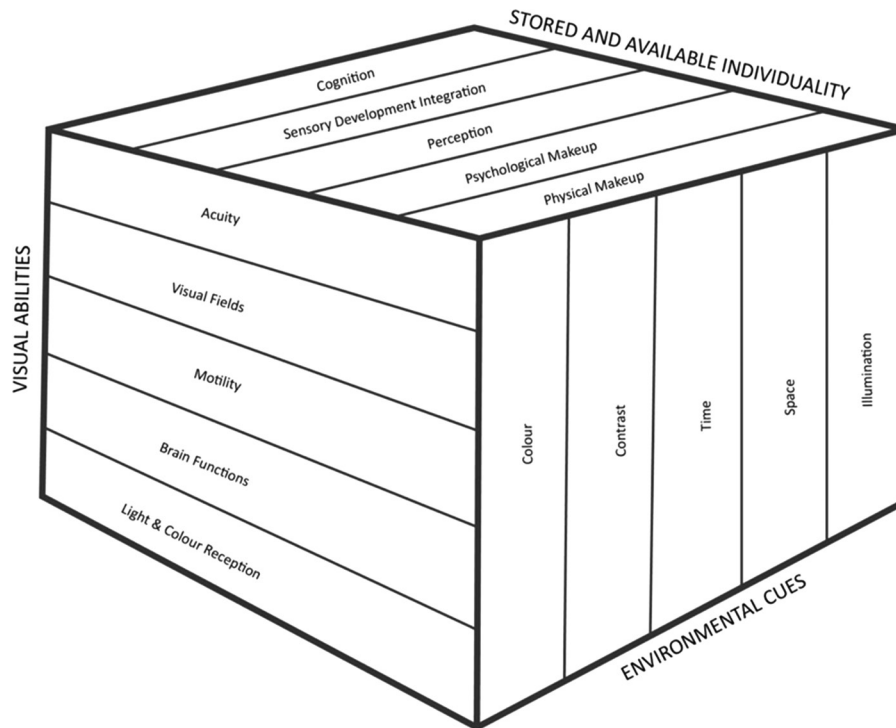 STORED AND AVAILABLE INDIVIDUALITY
Cognition
Sensory Development Integration
Perception
Psychological Makeup
Physical Makeup
VISUAL ABILITIES
Acuity
Visual Fields
Motility
Brain Functions
Light & Colour Reception
Colour
Contrast
Time
Space
Illumination
ENVIRONMENTAL CUES